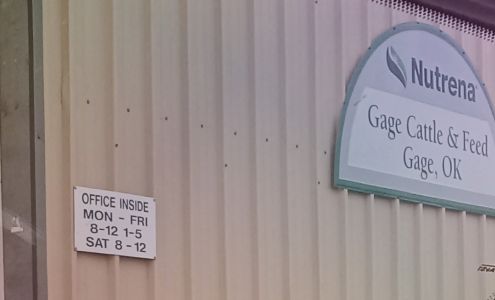 Nutrena
Gage Cattle & Feed
Gage, OK
OFFICE INSIDE
MON - FRI
8-12 1-5
SAT 8-12